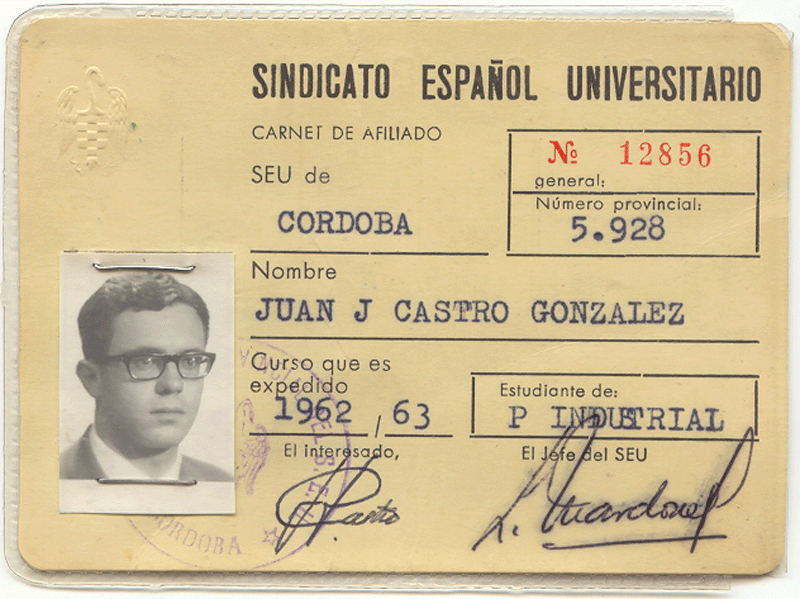 SINDICATO ESPAÑOL UNIVERSITARIO
CARNET DE AFILIADO
Nº 12856
general:
SEU de
CORDOBA
Número provincial:
5.928
Nombre
JUAN J CASTRO GONZALEZ
Curso que es
expedido
1962 / 63
Estudiante de:
P INDUSTRIAL
El interesado,
El Jefe del SEU
S.E.U.
CORDOBA